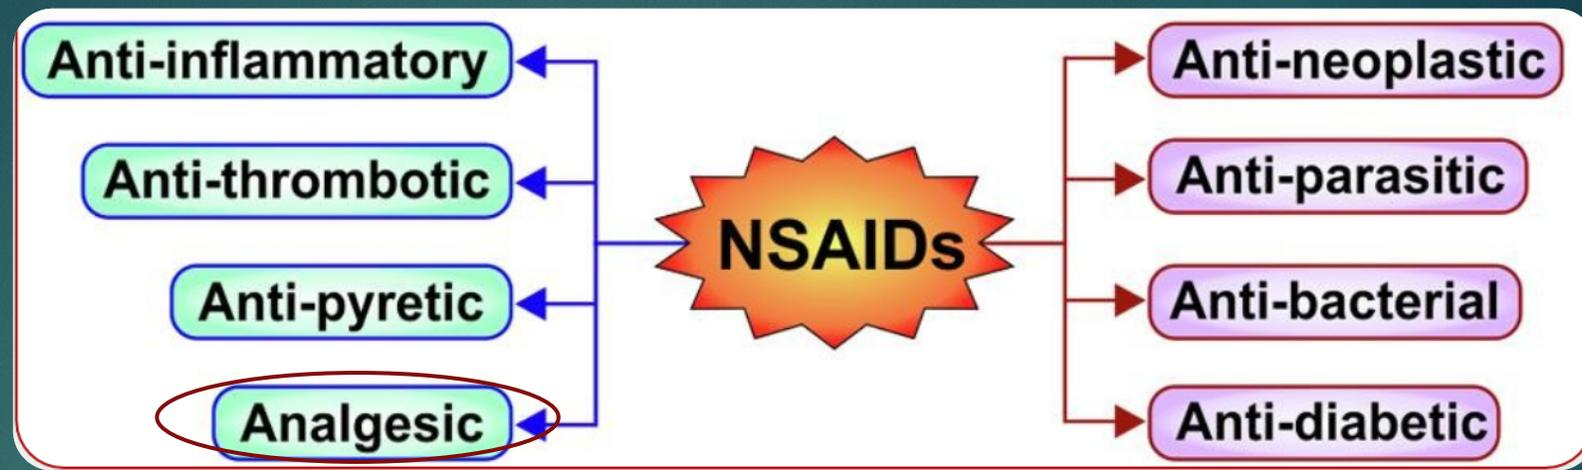 Anti-inflammatory
Anti-thrombotic
Anti-pyretic
Analgesic
NSAIDs
Anti-neoplastic
Anti-parasitic
Anti-bacterial
Anti-diabetic